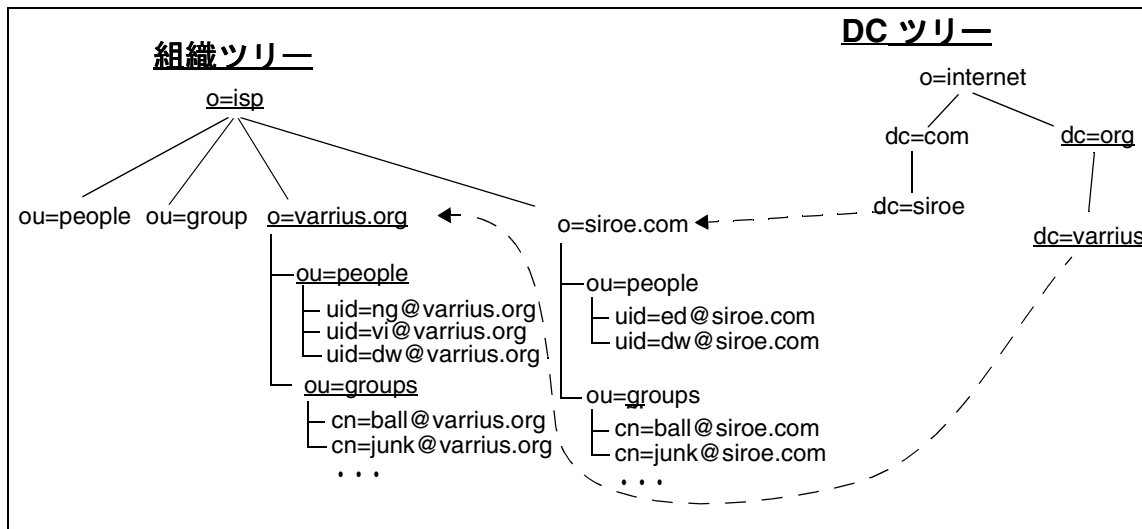 組織ツリー
o=isp
ou=people
ou=group
o=varrius.org
ou=people
uid=ng@varrius.org
uid=vi@varrius.org
uid=dw@varrius.org
ou=groups
cn=ball@varrius.org
cn=junk@varrius.org
・・・
o=siroe.com
ou=people
uid=ed@siroe.com
uid=dw@siroe.com
ou=groups
cn=ball@siroe.com
cn=junk@siroe.com
・・・
DC ツリー
o=internet
dc=com
dc=org
dc=siroe
dc=varrius